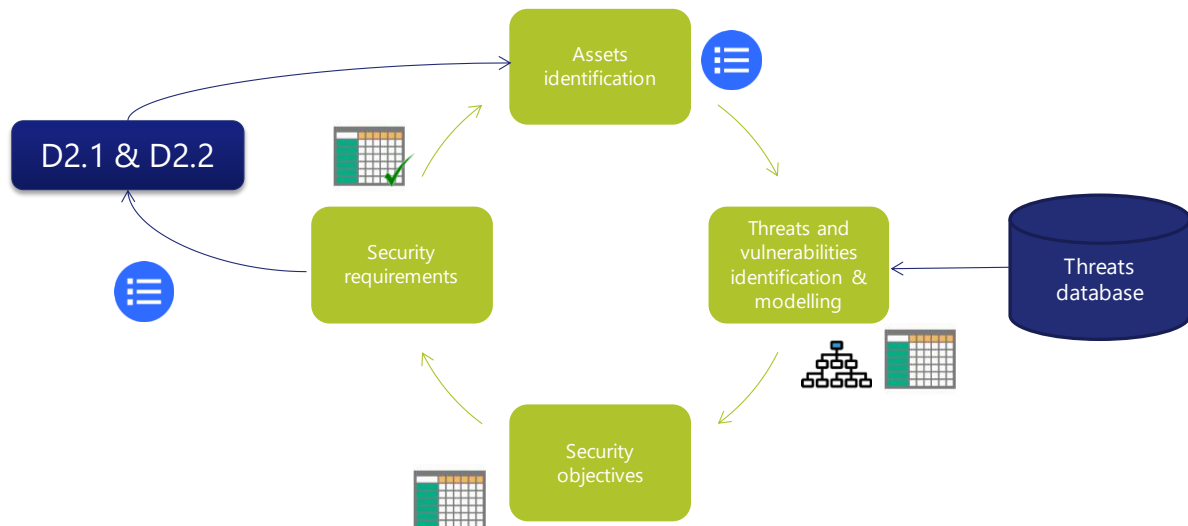 Assets
identification
D2.1 & D2.2
Security
requirements
Threats and
vulnerabilities
identification &
modelling
Threats
database
Security
objectives